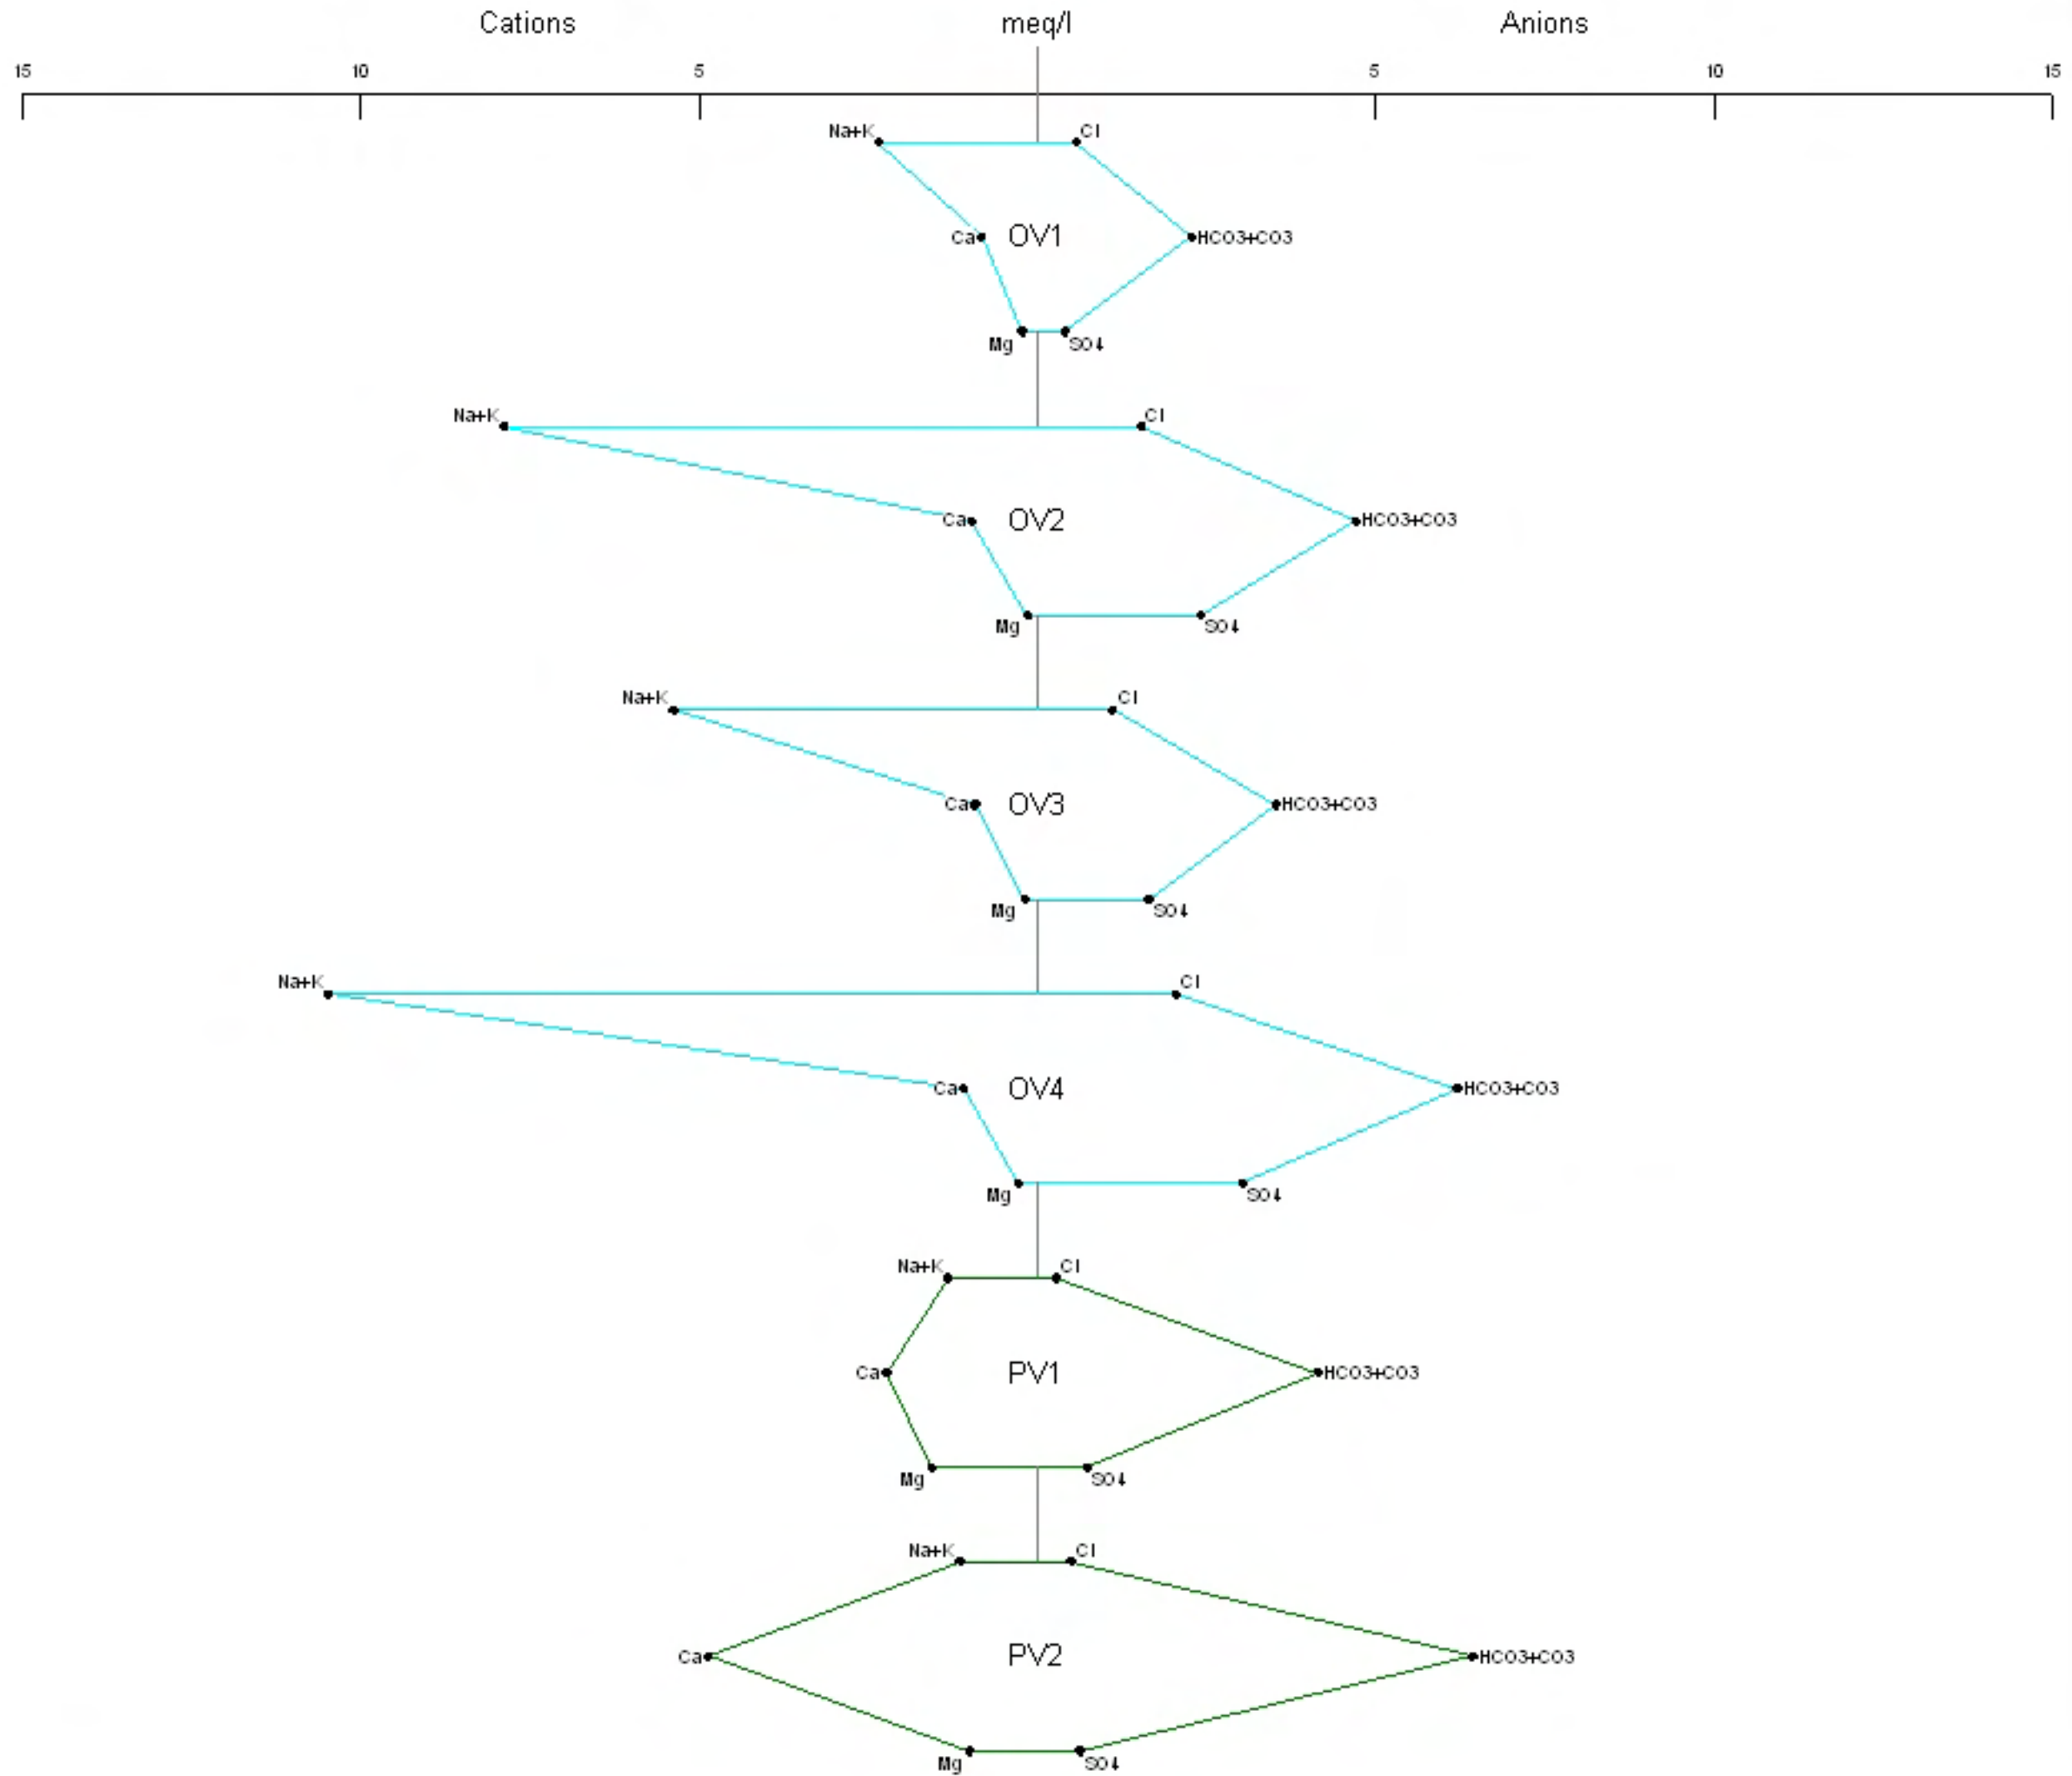 Cations meq/l Anions
15 10 5 5 10 15
Na+K Cl
Ca OV1 HCO3+CO3
Mg SO4
Na+K Cl
Ca OV2 HCO3+CO3
Mg SO4
Na+K Cl
Ca OV3 HCO3+CO3
Mg SO4
Na+K Cl
Ca OV4 HCO3+CO3
Mg SO4
Na+K Cl
Ca PV1 HCO3+CO3
Mg SO4
Na+K Cl
Ca PV2 HCO3+CO3
Mg SO4